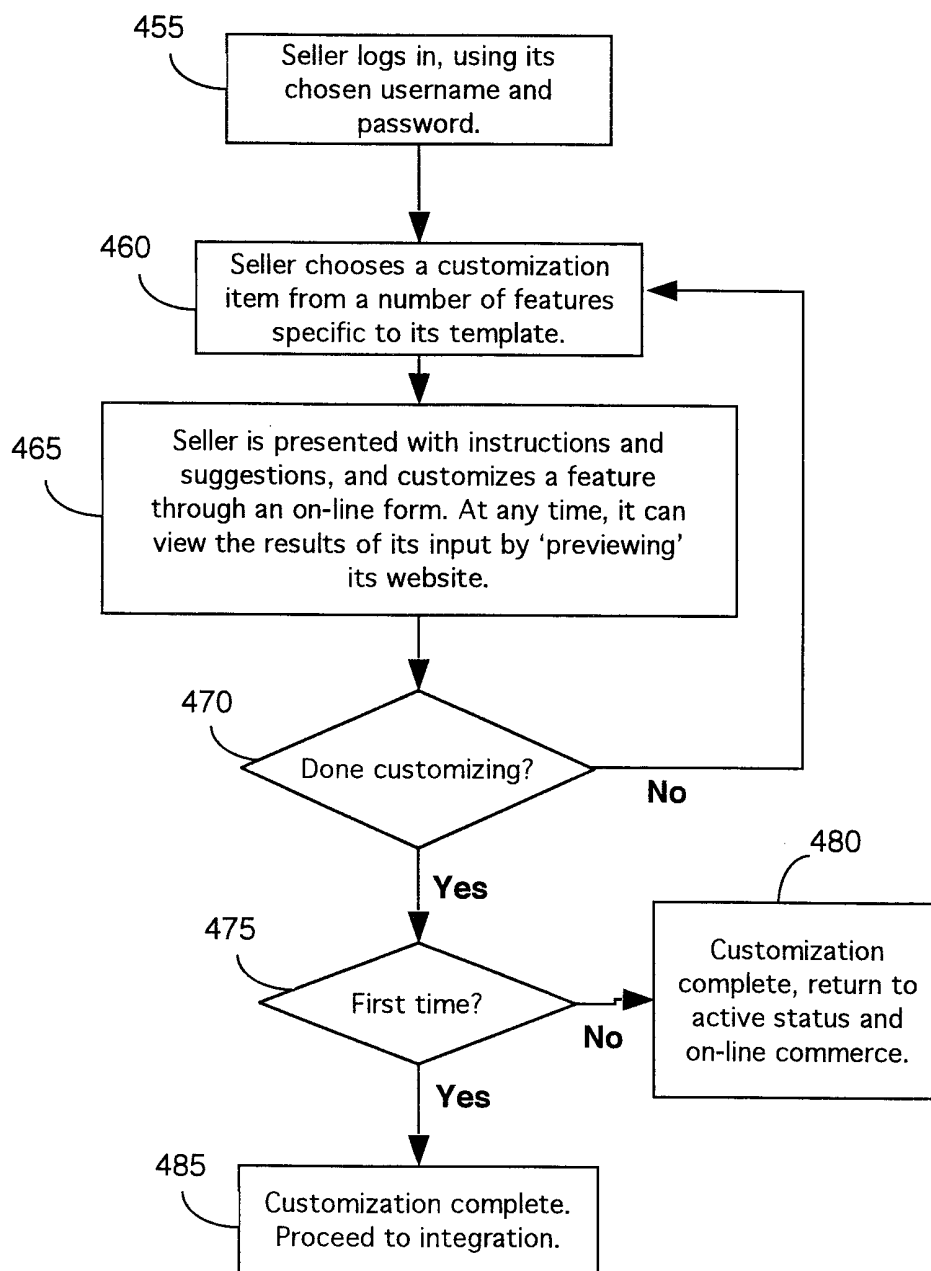 455
Seller logs in, using its
chosen username and
password.
460
Seller chooses a customization
item from a number of features
specific to its template.
465
Seller is presented with instructions and
suggestions, and customizes a feature
through an on-line form. At any time, it can
view the results of its input by ‘previewing’
its website.
470
Done customizing?
No
Yes
480
475
First time?
No
Customization
complete, return to
active status and
on-line commerce.
Yes
485
Customization complete.
Proceed to integration.